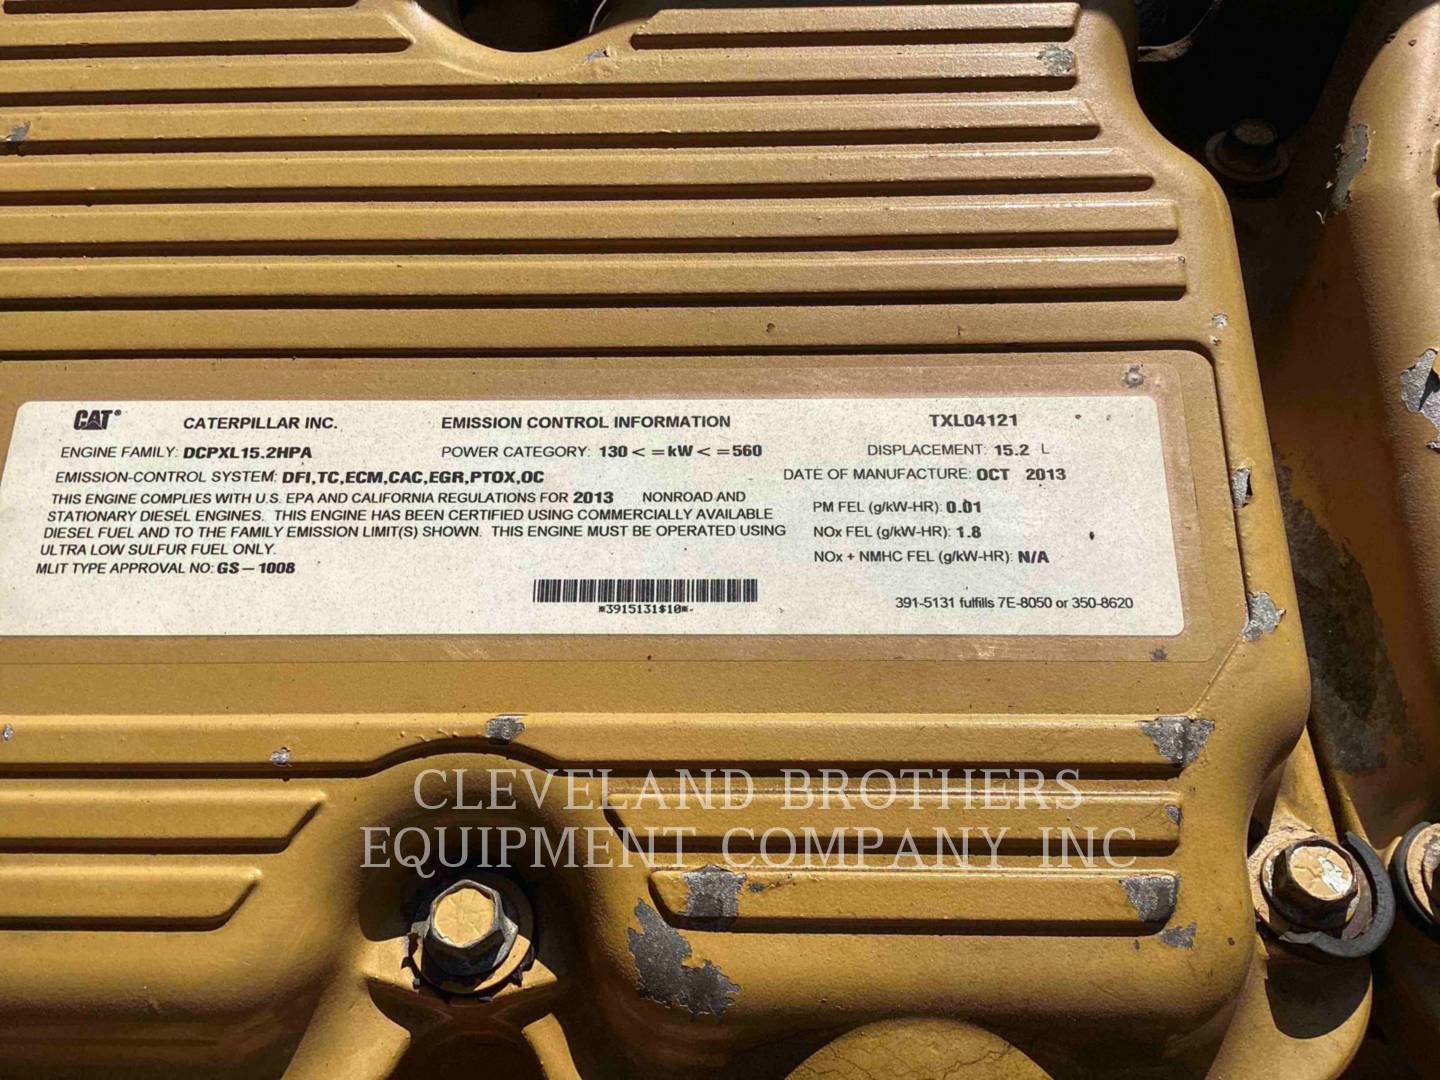 CAT® CATERPILLAR INC. EMISSION CONTROL INFORMATION TXL04121
ENGINE FAMILY: DCPXL15.2HPA POWER CATEGORY: 130 < =kW < =560 DISPLACEMENT: 15.2 L
EMISSION-CONTROL SYSTEM: DFI,TC,ECM,CAC,EGR,PTOX,OC DATE OF MANUFACTURE: OCT 2013
THIS ENGINE COMPLIES WITH U.S. EPA AND CALIFORNIA REGULATIONS FOR 2013 NONROAD AND
STATIONARY DIESEL ENGINES. THIS ENGINE HAS BEEN CERTIFIED USING COMMERCIALLY AVAILABLE
DIESEL FUEL AND TO THE FAMILY EMISSION LIMIT(S) SHOWN. THIS ENGINE MUST BE OPERATED USING
ULTRA LOW SULFUR FUEL ONLY.
MLIT TYPE APPROVAL NO: GS – 1008
PM FEL (g/kW-HR): 0.01
NOx FEL (g/kW-HR): 1.8
NOx + NMHC FEL (g/kW-HR): N/A
*3915131$10*
391-5131 fulfills 7E-8050 or 350-8620
CLEVELAND BROTHERS
EQUIPMENT COMPANY INC